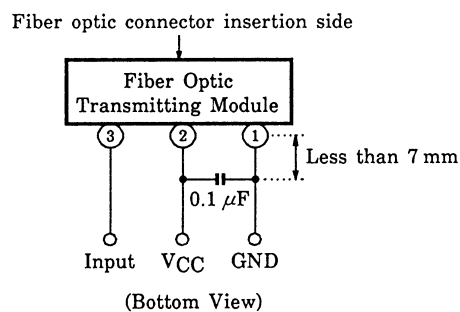 Fiber optic connector insertion side
Fiber Optic
Transmitting Module
3 2 1
Less than 7 mm
0.1 μF
Input VCC GND
(Bottom View)